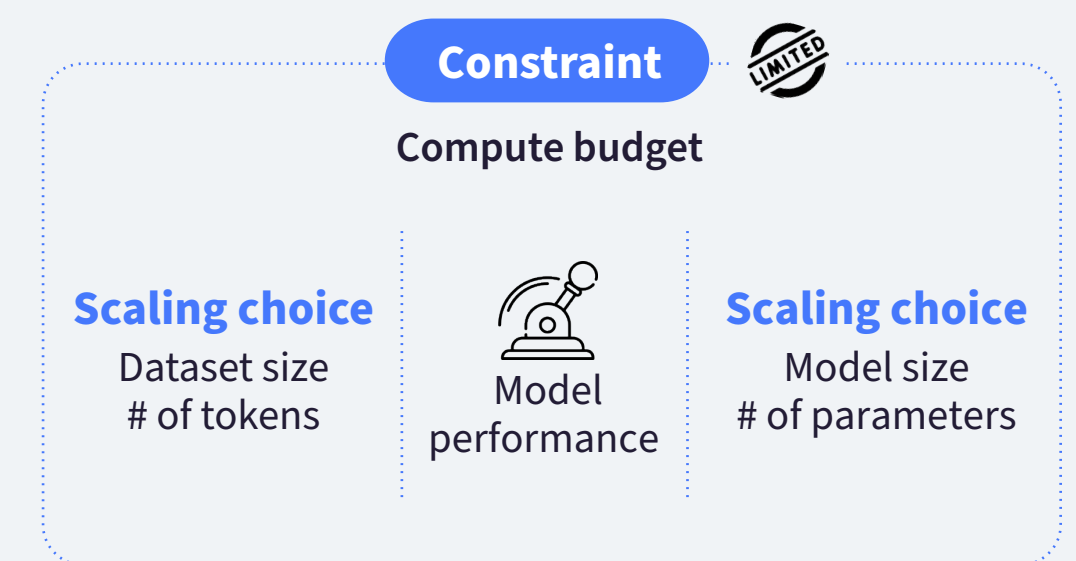 Constraint
LIMITED
Compute budget
Scaling choice
Dataset size
# of tokens
Model
performance
Scaling choice
Model size
# of parameters